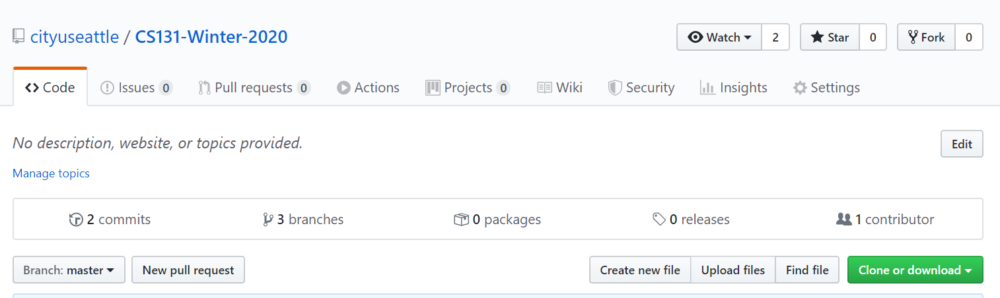 cityuseattle / CS131-Winter-2020 Watch 2 Star 0 Fork 0
Code Issues 0 Pull requests 0 Actions Projects 0 Wiki Security Insights Settings
No description, website, or topics provided. Edit
Manage topics
2 commits 3 branches 0 packages 0 releases 1 contributor
Branch: master New pull request Create new file Upload files Find file Clone or download